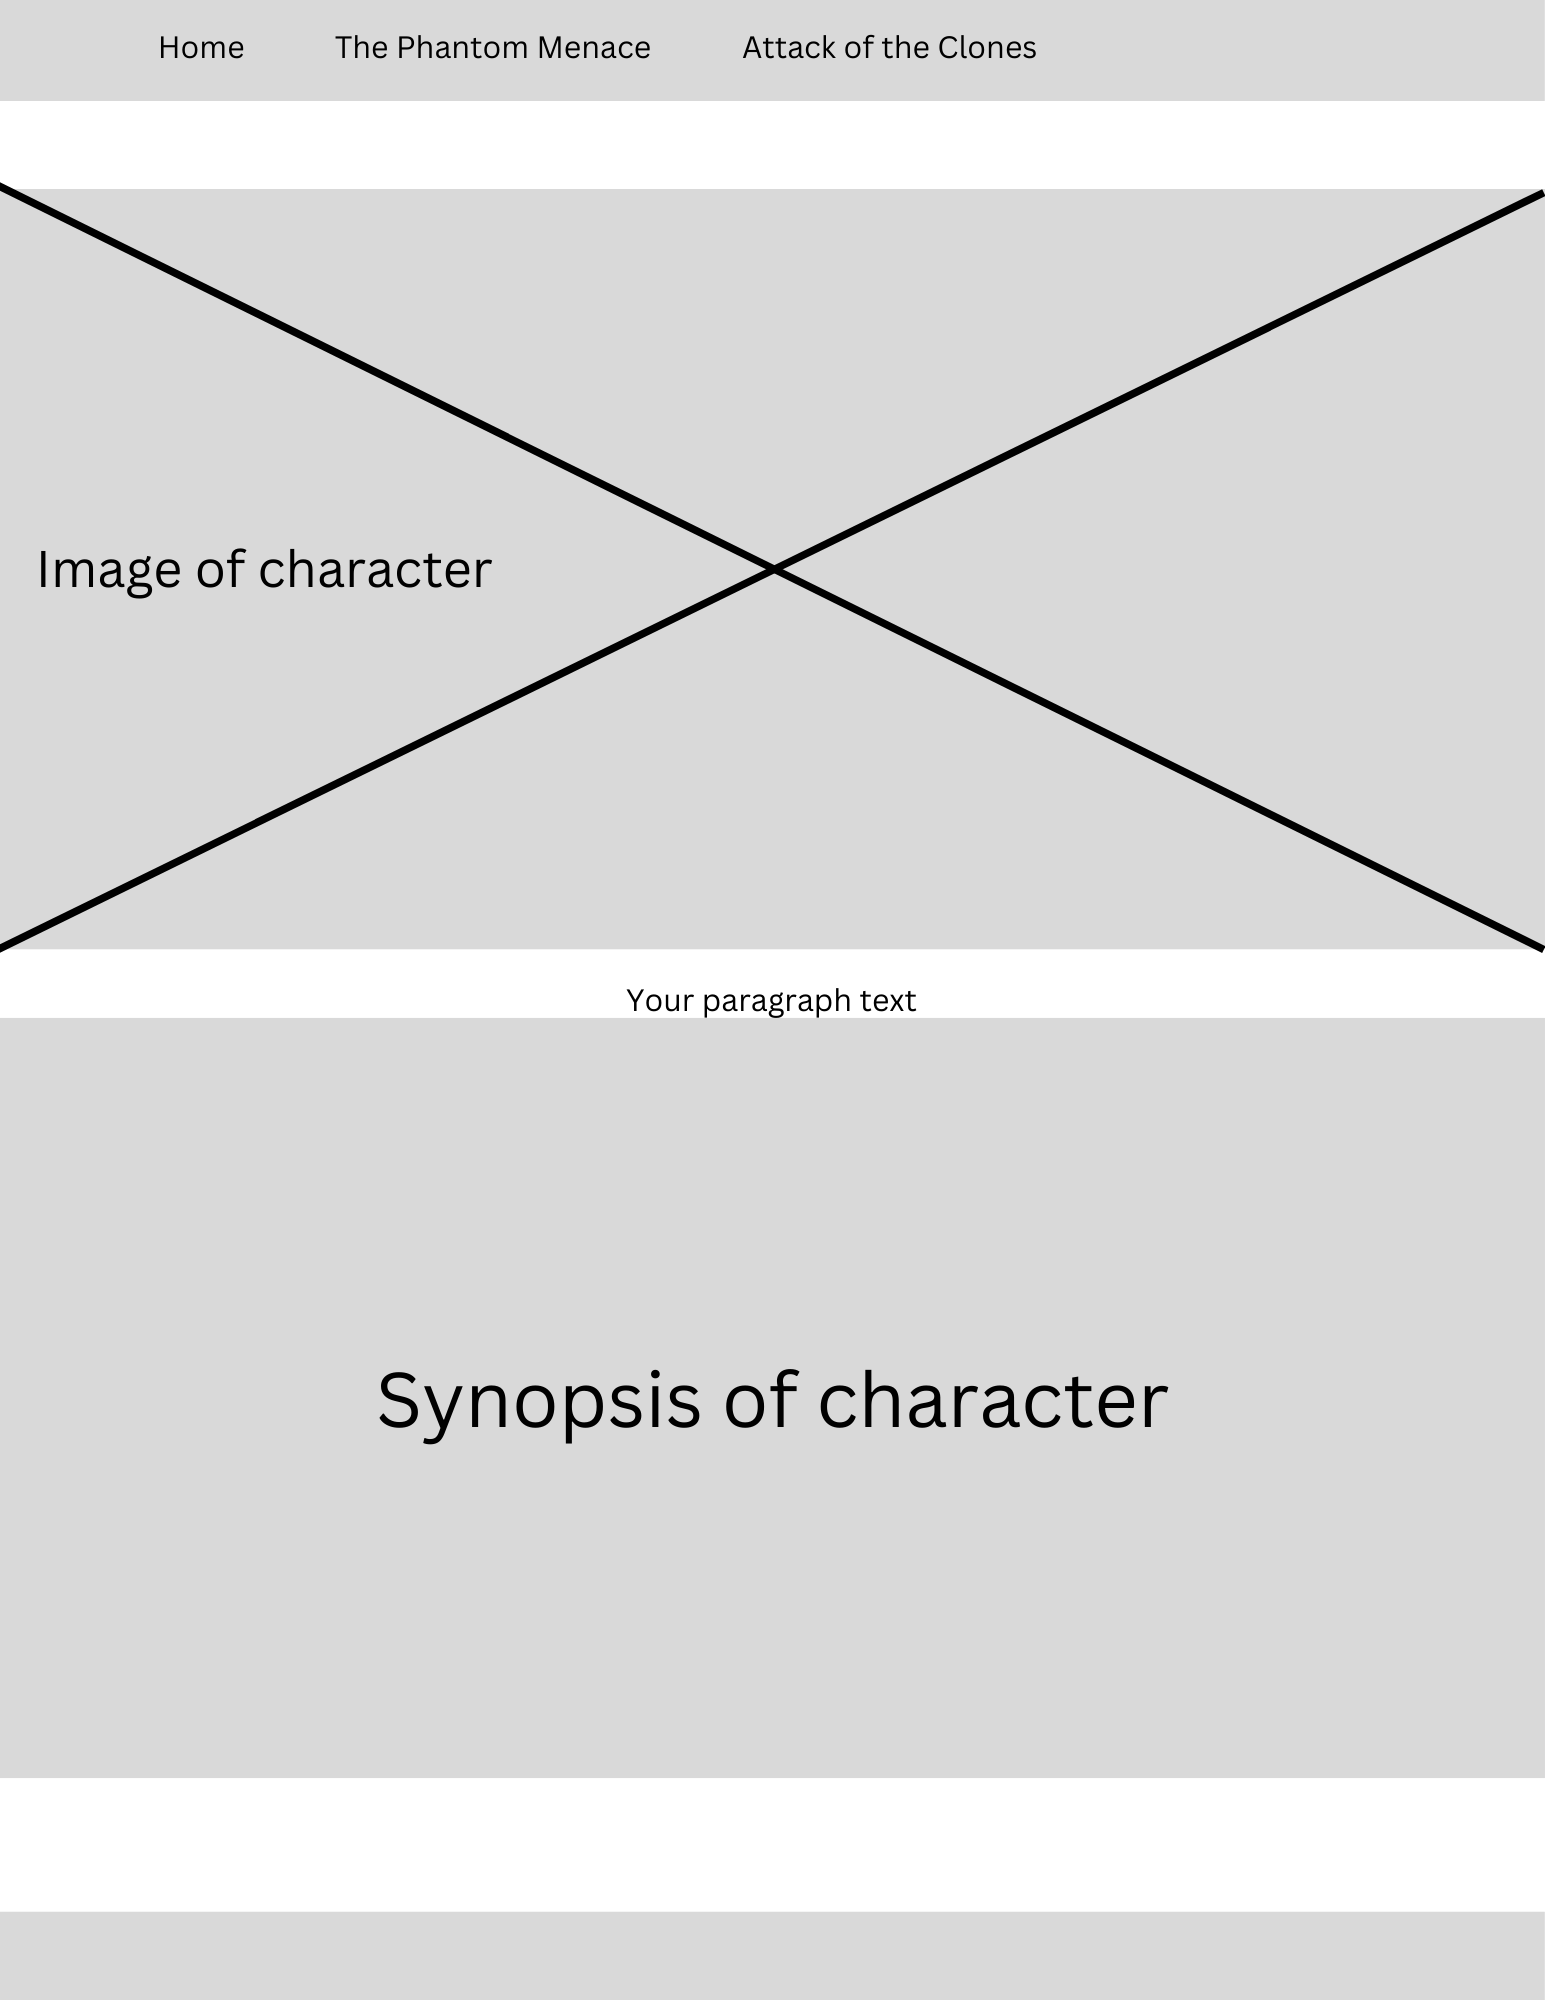 Home The Phantom Menace Attack of the Clones
Image of character
Your paragraph text
Synopsis of character